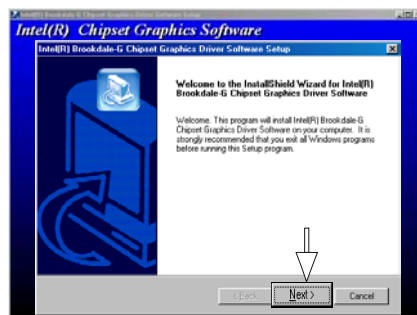 Intel(R) Brookdale-G Chipset Graphics Driver Software Setup
Intel(R) Chipset Graphics Software
Intel(R) Brookdale-G Chipset Graphics Driver Software Setup
Welcome to the InstallShield Wizard for Intel(R)
Brookdale-G Chipset Graphics Driver Software
Welcome. This program will install Intel(R) Brookdale-G
Chipset Graphics Driver Software on your computer. It is
strongly recommended that you exit all Windows programs
before running this Setup program.
< Back
Next >
Cancel